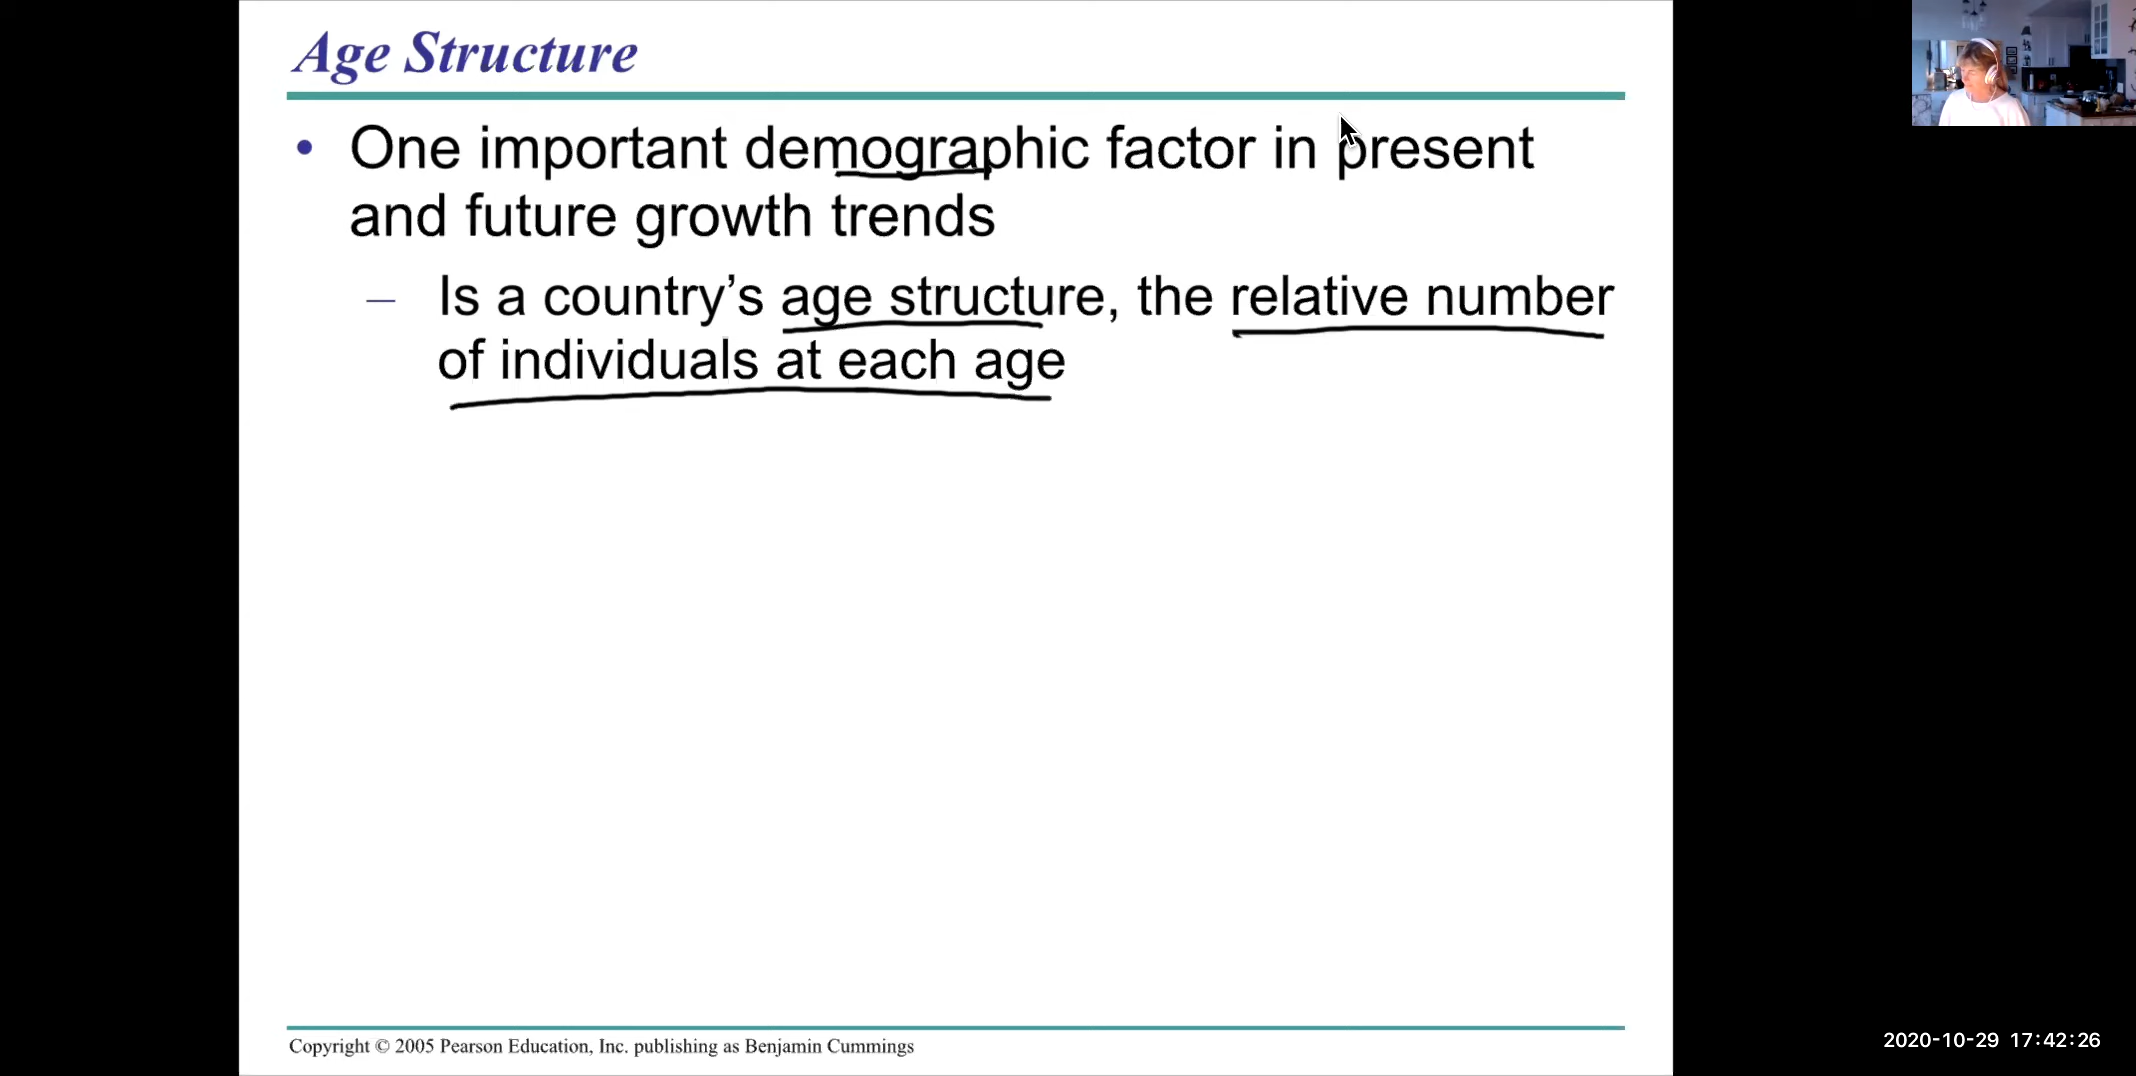 Age Structure
• One important demographic factor in present
and future growth trends
– Is a country’s age structure, the relative number
of individuals at each age
Copyright © 2005 Pearson Education, Inc. publishing as Benjamin Cummings
2020-10-29 17:42:26